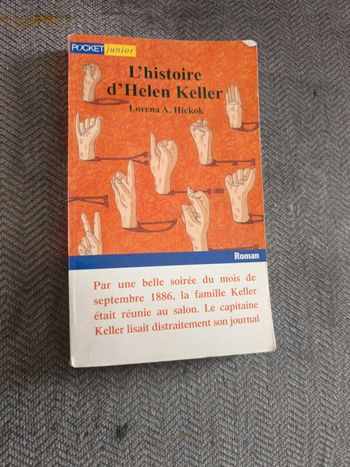 POCKET junior
L'histoire
d'Helen Keller
Lorena A. Hickok
Roman
Par une belle soirée du mois de
septembre 1886, la famille Keller
était réunie au salon. Le capitaine
Keller lisait distraitement son journal